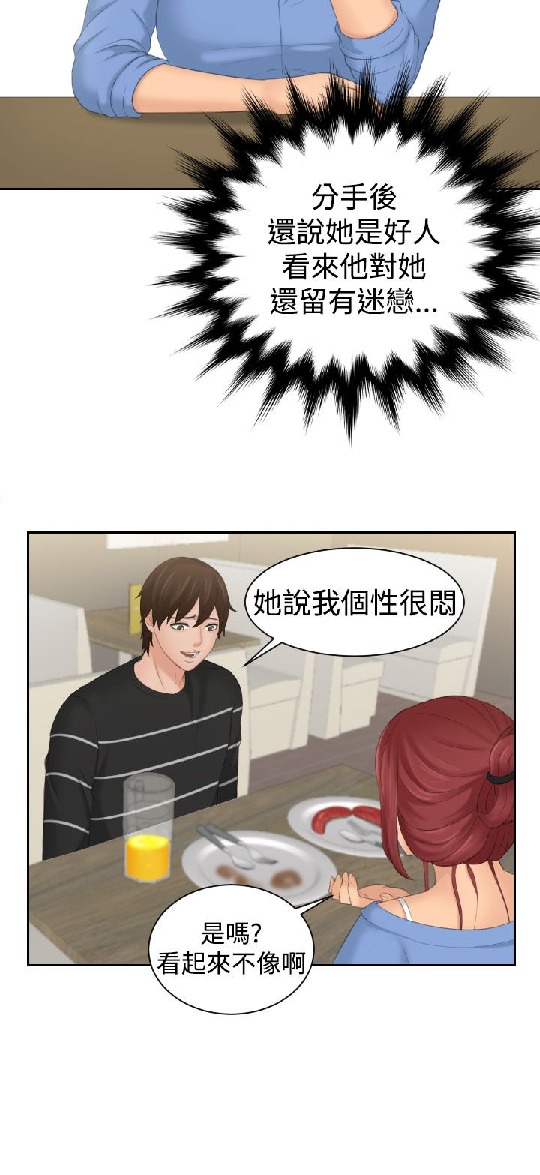 分手後
還說她是好人
看來他對她
還留有迷戀...
她說我個性很悶
是嗎?
看起來不像啊